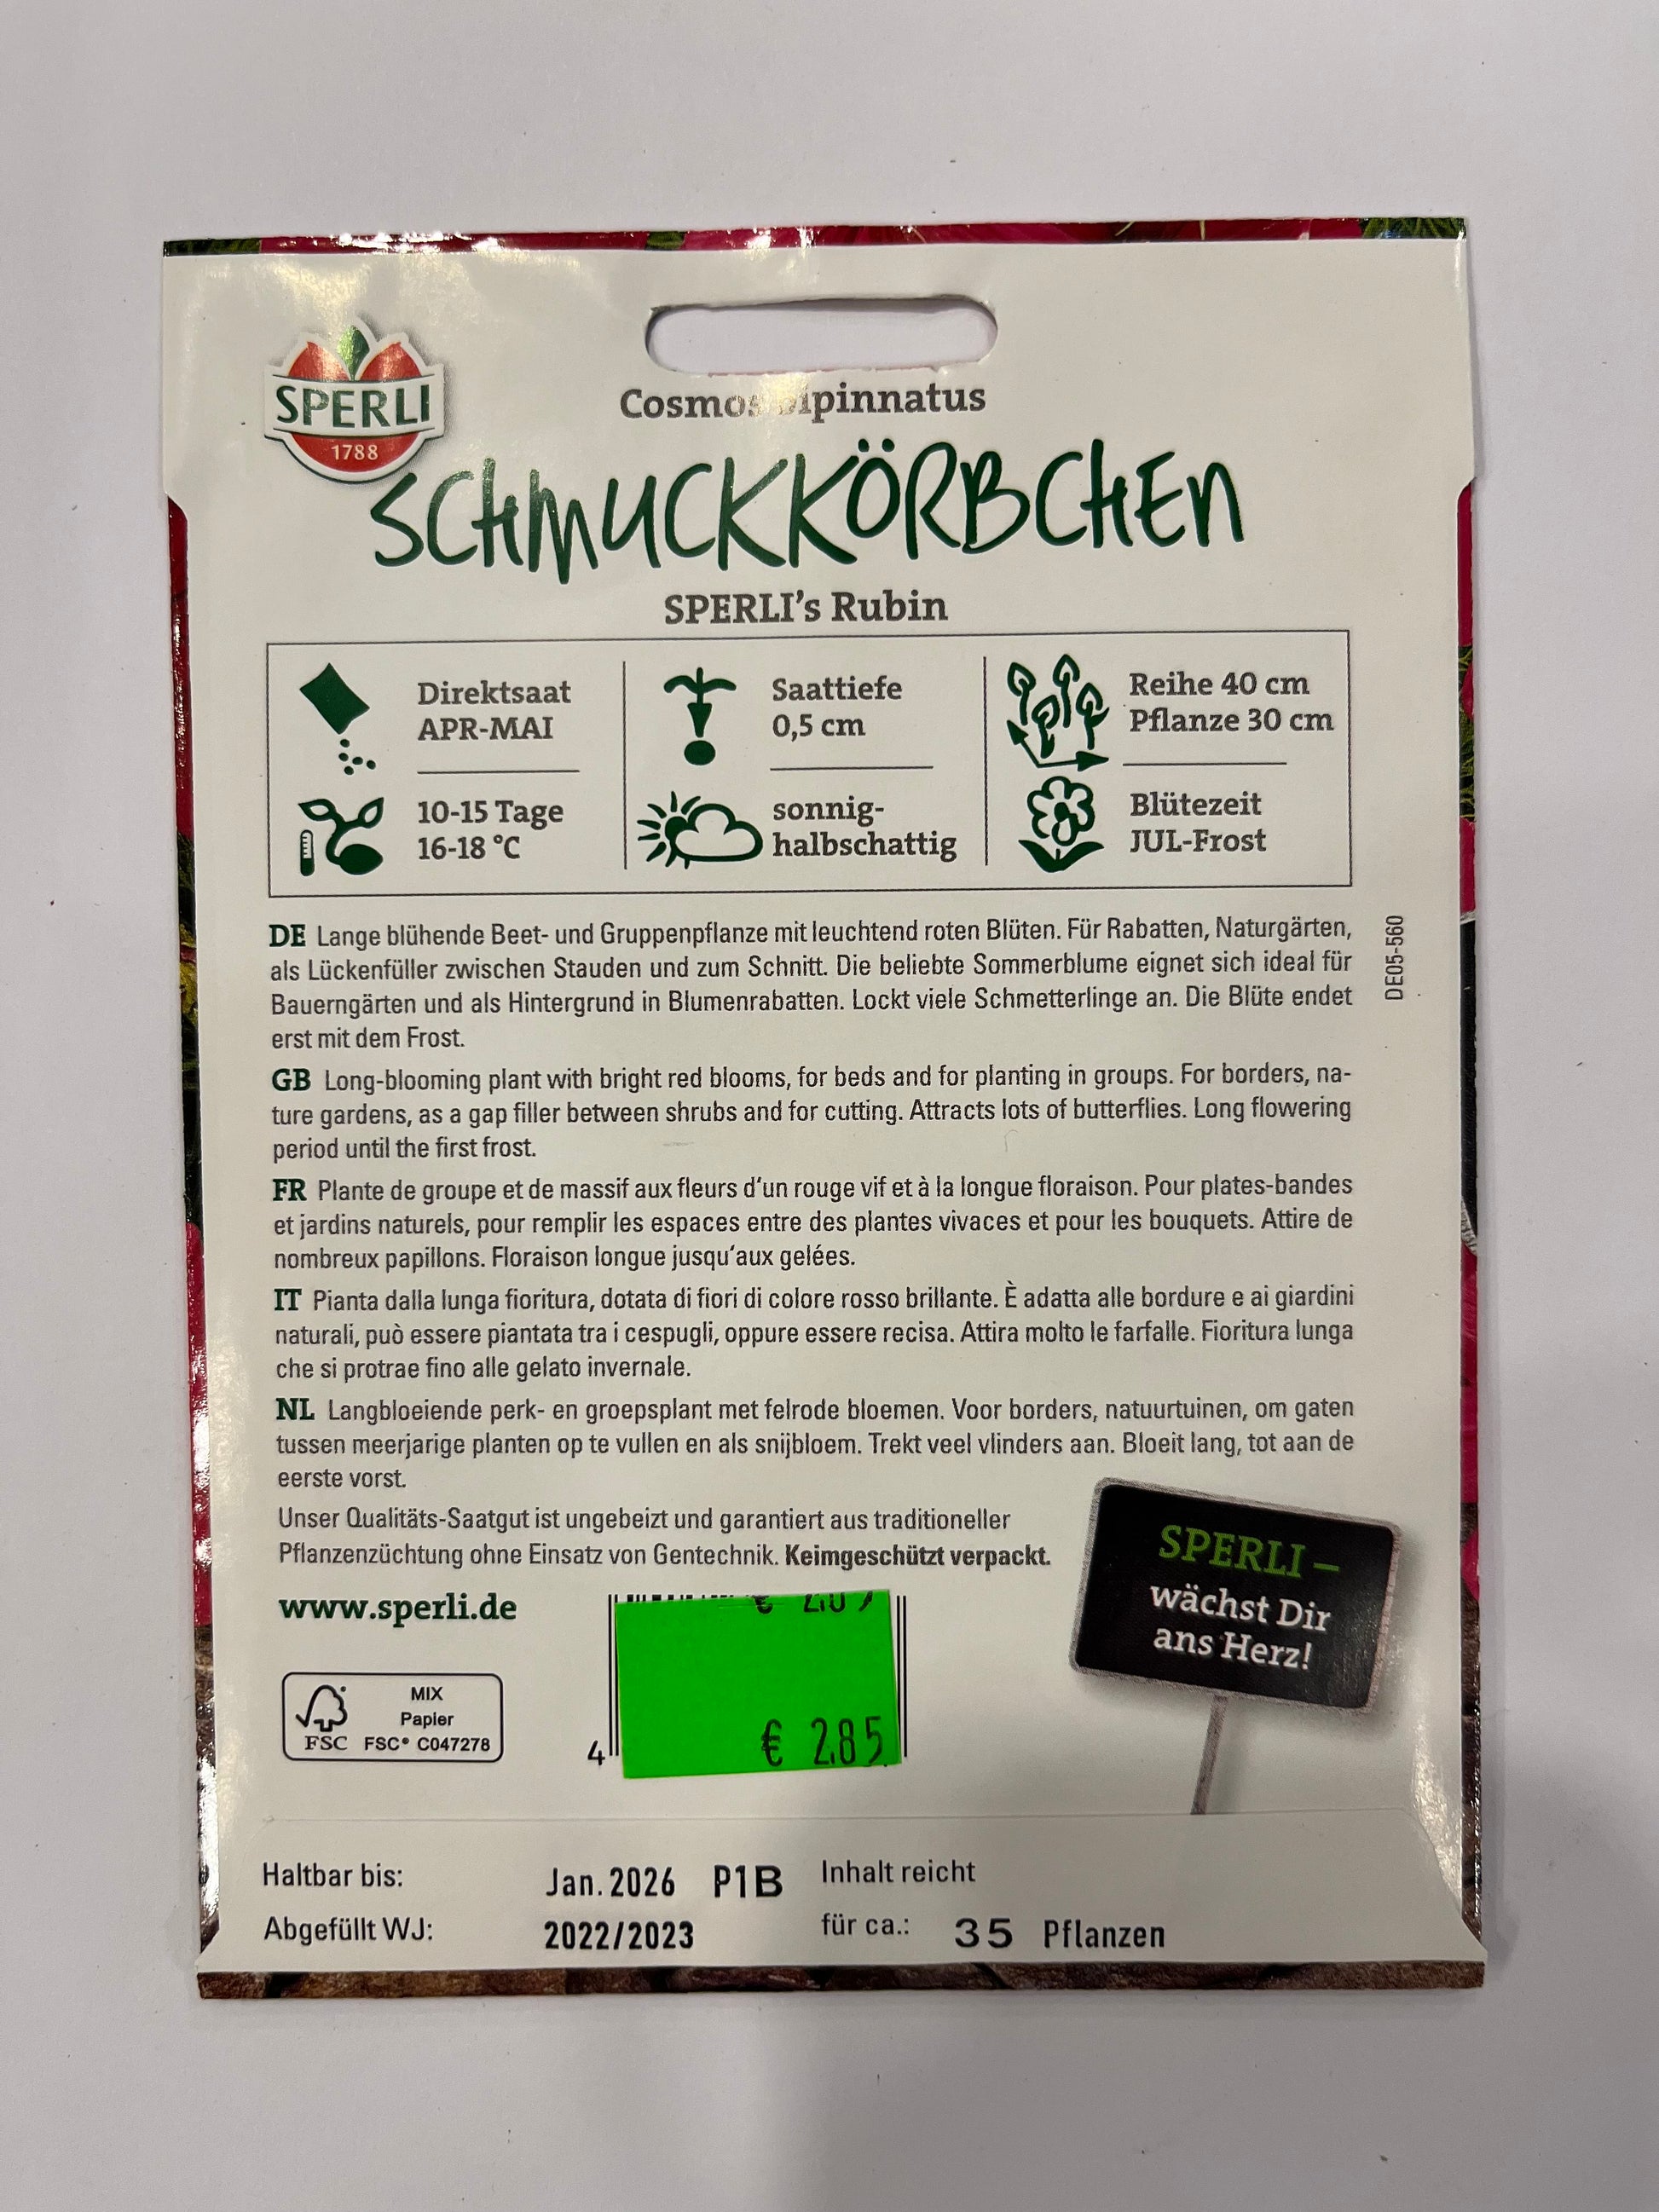 SPERLI
1788
Cosmos bipinnatus
SCHMUCKKÖRBCHEN
SPERLI's Rubin
Direktsaat
APR-MAI
10-15 Tage
16-18 °C
Saattiefe
0,5 cm
sonnig-
halbschattig
Reihe 40 cm
Pflanze 30 cm
Blütezeit
JUL-Frost
DE Lange blühende Beet- und Gruppenpflanze mit leuchtend roten Blüten. Für Rabatten, Naturgärten,
als Lückenfüller zwischen Stauden und zum Schnitt. Die beliebte Sommerblume eignet sich ideal für
Bauerngärten und als Hintergrund in Blumenrabatten. Lockt viele Schmetterlinge an. Die Blüte endet
erst mit dem Frost.
DE05-560
GB Long-blooming plant with bright red blooms, for beds and for planting in groups. For borders, na-
ture gardens, as a gap filler between shrubs and for cutting. Attracts lots of butterflies. Long flowering
period until the first frost.
FR Plante de groupe et de massif aux fleurs d'un rouge vif et à la longue floraison. Pour plates-bandes
et jardins naturels, pour remplir les espaces entre des plantes vivaces et pour les bouquets. Attire de
nombreux papillons. Floraison longue jusqu'aux gelées.
IT Pianta dalla lunga fioritura, dotata di fiori di colore rosso brillante. È adatta alle bordure e ai giardini
naturali, può essere piantata tra i cespugli, oppure essere recisa. Attira molto le farfalle. Fioritura lunga
che si protrae fino alle gelato invernale.
NL Langbloeiende perk- en groepsplant met felrode bloemen. Voor borders, natuurtuinen, om gaten
tussen meerjarige planten op te vullen en als snijbloem. Trekt veel vlinders aan. Bloeit lang, tot aan de
eerste vorst.
Unser Qualitäts-Saatgut ist ungebeizt und garantiert aus traditioneller
Pflanzenzüchtung ohne Einsatz von Gentechnik. Keimgeschützt verpackt.
www.sperli.de
SPERLI –
wächst Dir
ans Herz!
FSC
MIX
Papier
FSC® C047278
4
€ 2.85
Haltbar bis: Jan. 2026 P1B Inhalt reicht
Abgefüllt WJ: 2022/2023 für ca.: 35 Pflanzen